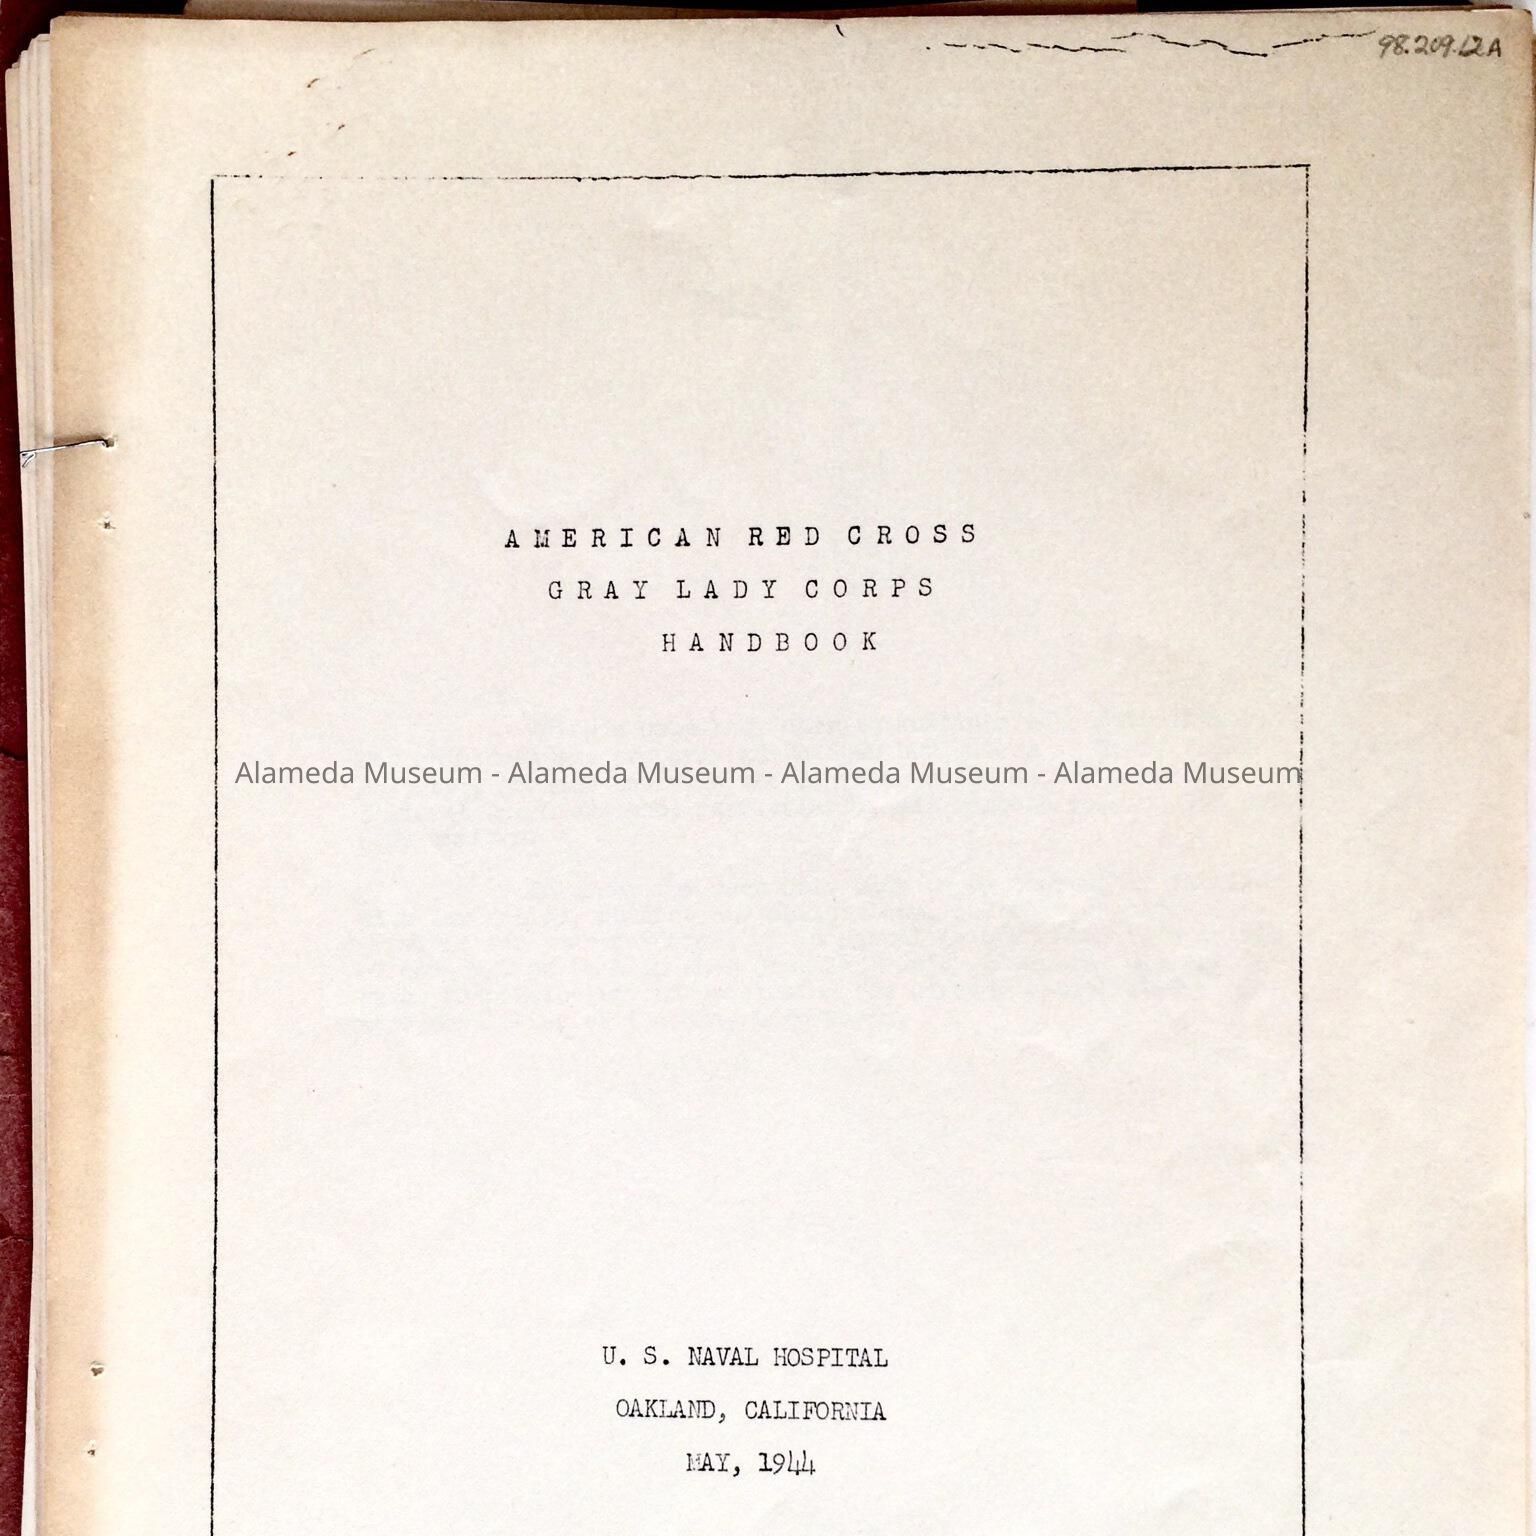 98.209.12A
AMERICAN RED CROSS
GRAY LADY CORPS
HANDBOOK
Alameda Museum - Alameda Museum - Alameda Museum - Alameda Museum
U. S. NAVAL HOSPITAL
OAKLAND, CALIFORNIA
MAY, 1944